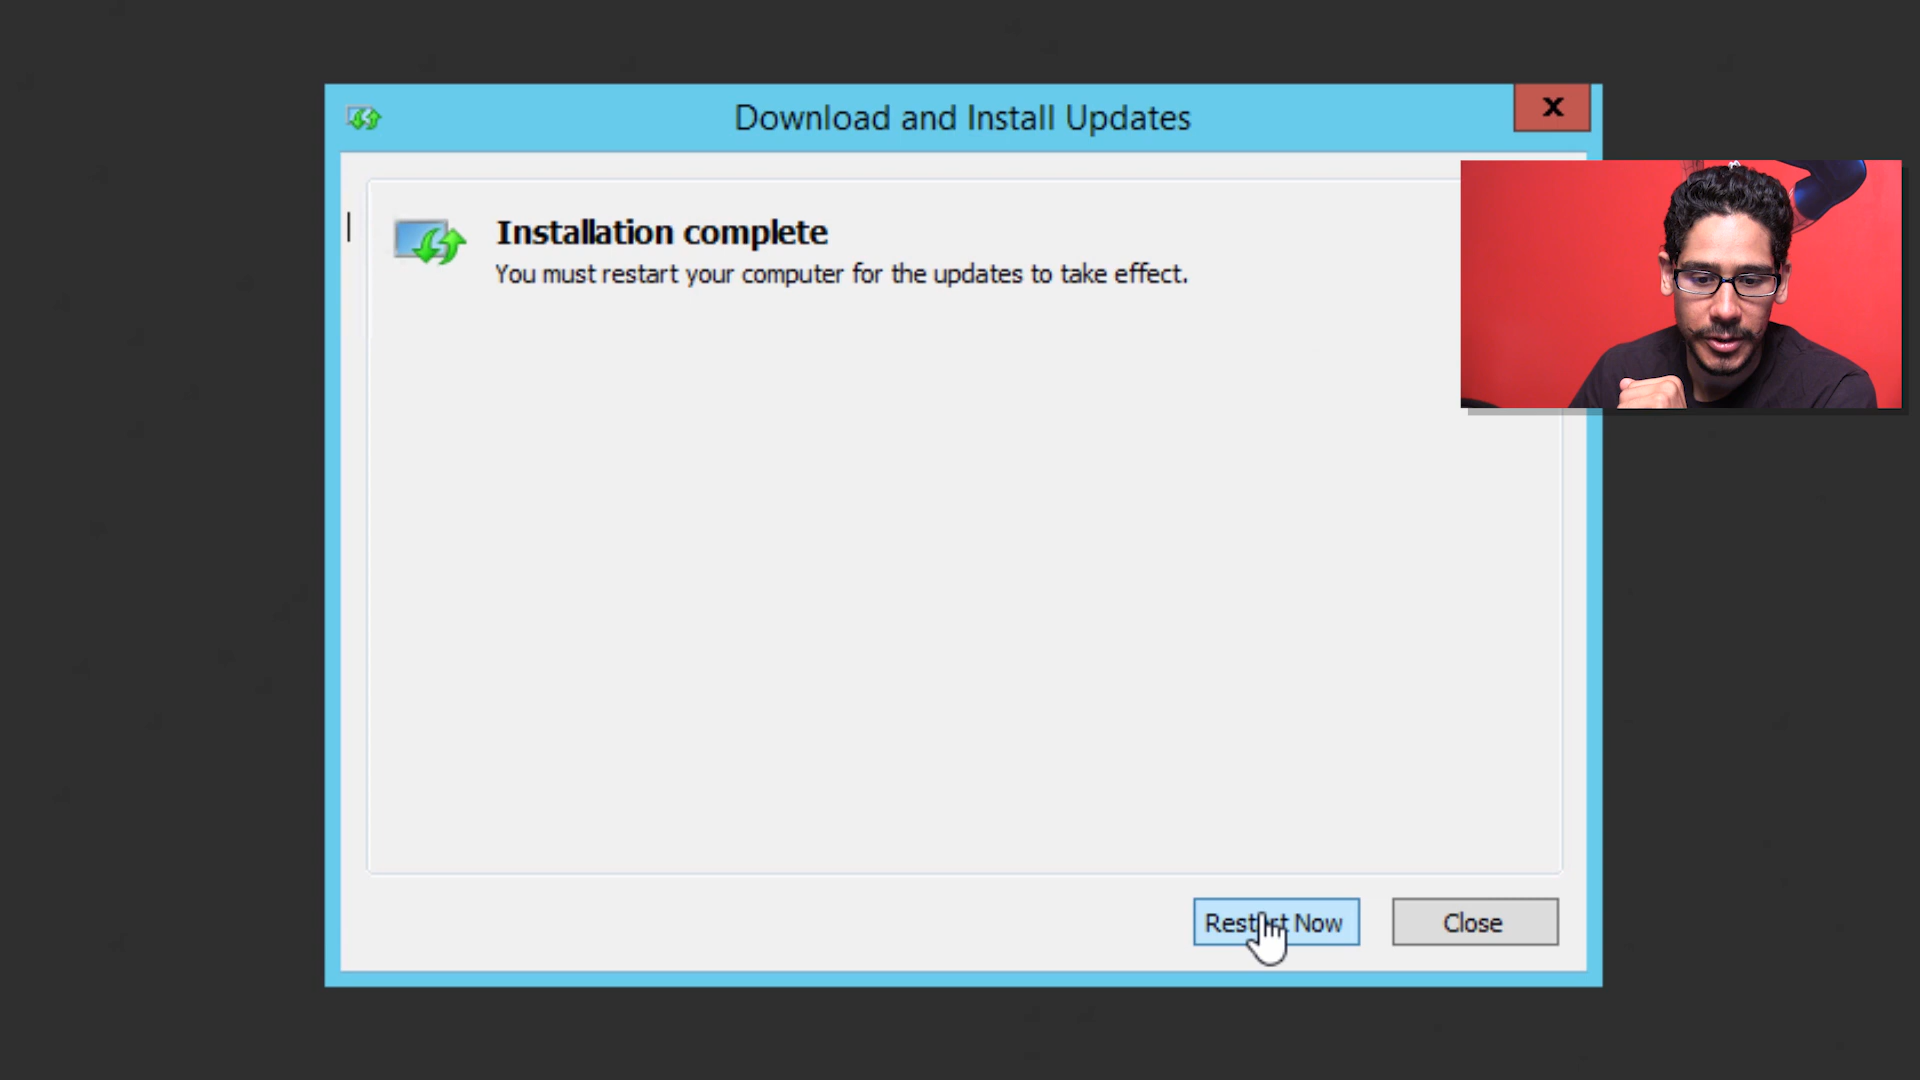 Download and Install Updates
x
Installation complete
You must restart your computer for the updates to take effect.
Restart Now
Close